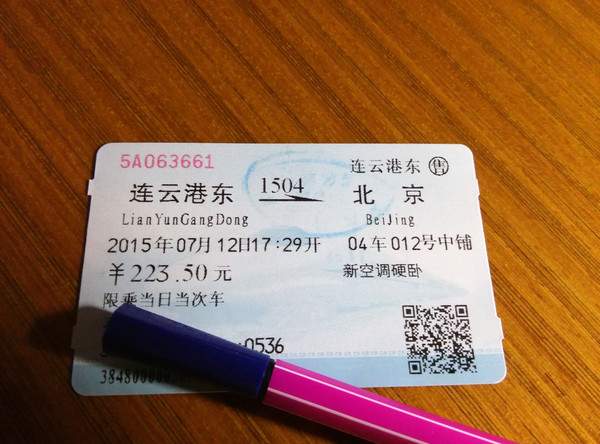 5A063661 连云港东 售
连云港东 1504 北京
LianYunGangDong BeiJing
2015年07月12日17:29开 04车012号中铺
￥223.50元 新空调硬卧
限乘当日当次车
0536
38480000